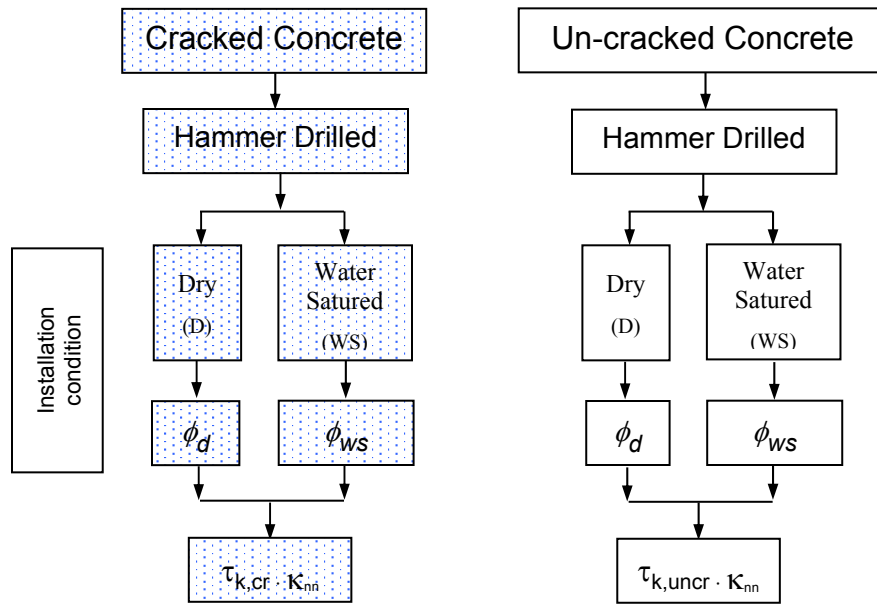 Cracked Concrete
Un-cracked Concrete
Hammer Drilled
Hammer Drilled
Installation
condition
Dry
(D)
Water
Satured
(WS)
Dry
(D)
Water
Satured
(WS)
ϕd
ϕws
ϕd
ϕws
τk,cr · κnn
τk,uncr · κnn